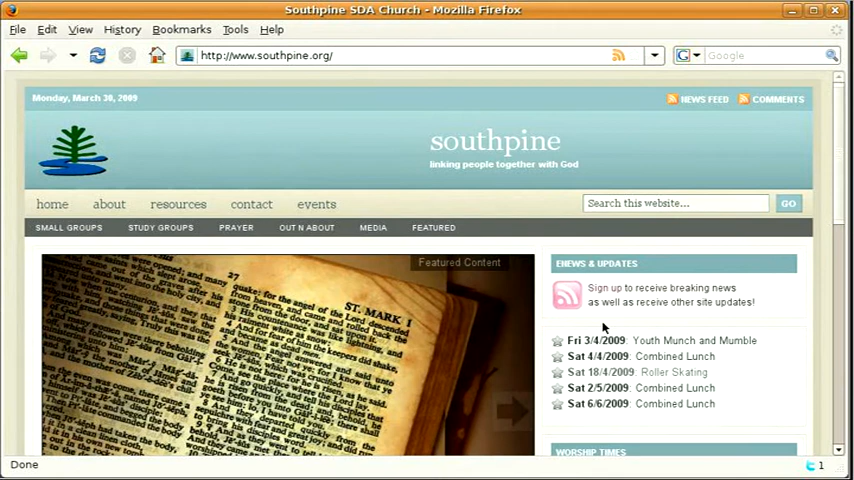 Southpine SDA Church - Mozilla Firefox
File Edit View History Bookmarks Tools Help
http://www.southpine.org/
Google
Monday, March 30, 2009
NEWS FEED COMMENTS
southpine
linking people together with God
home about resources contact events
Search this website... GO
SMALL GROUPS STUDY GROUPS PRAYER OUT N ABOUT MEDIA FEATURED
Featured Content
27
ST. MARK I
ENEWS & UPDATES
Sign up to receive breaking news
as well as receive other site updates!
Fri 3/4/2009: Youth Munch and Mumble
Sat 4/4/2009: Combined Lunch
Sat 18/4/2009: Roller Skating
Sat 2/5/2009: Combined Lunch
Sat 6/6/2009: Combined Lunch
WORSHIP TIMES
Done
1